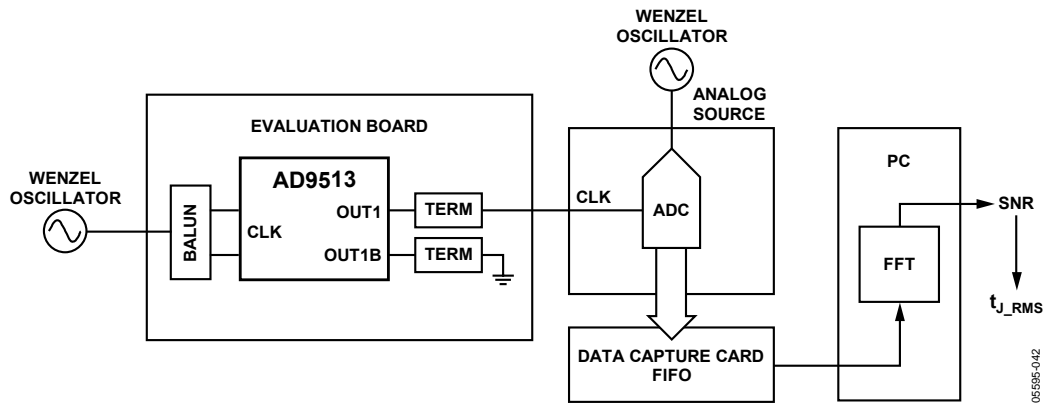 WENZEL
OSCILLATOR
EVALUATION BOARD
BALUN
AD9513
CLK
OUT1
OUT1B
TERM
TERM
WENZEL
OSCILLATOR
ANALOG
SOURCE
CLK
ADC
DATA CAPTURE CARD
FIFO
PC
FFT
SNR
tJ_RMS
05595-042